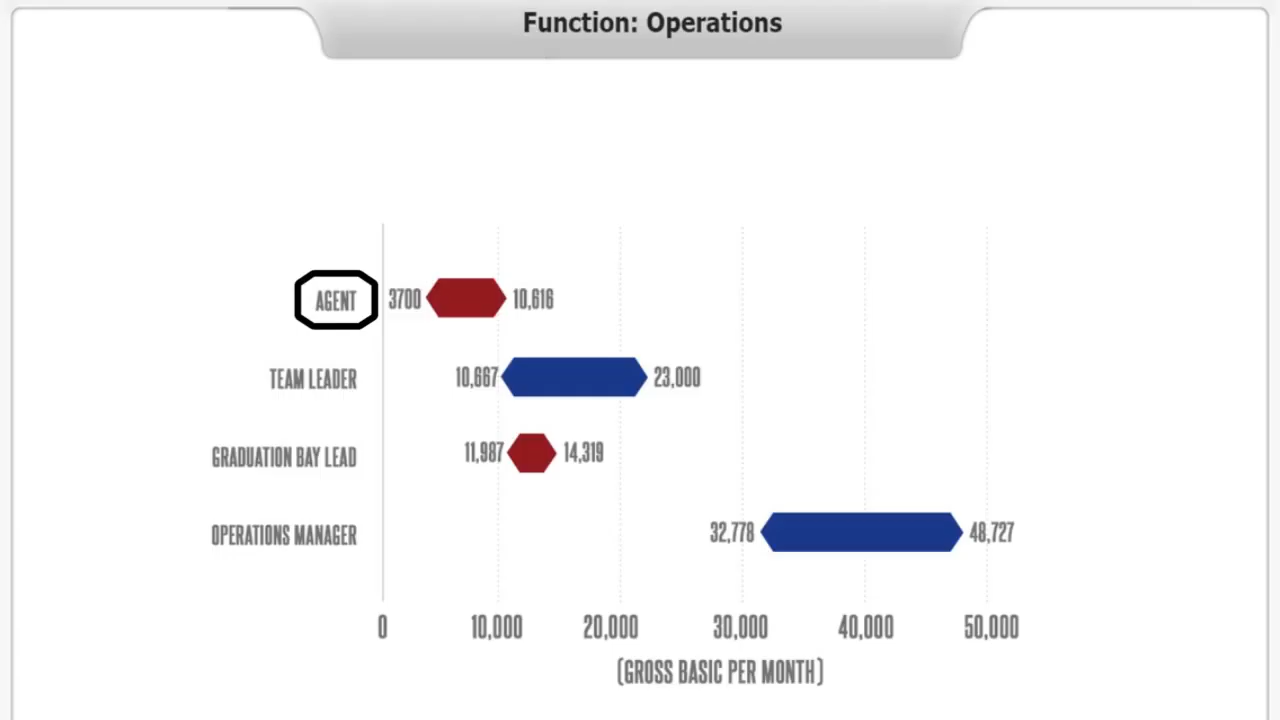 Function: Operations
AGENT 3700 10,616
TEAM LEADER 10,667 23,000
GRADUATION BAY LEAD 11,987 14,319
OPERATIONS MANAGER 32,778 48,727
0 10,000 20,000 30,000 40,000 50,000
(GROSS BASIC PER MONTH)